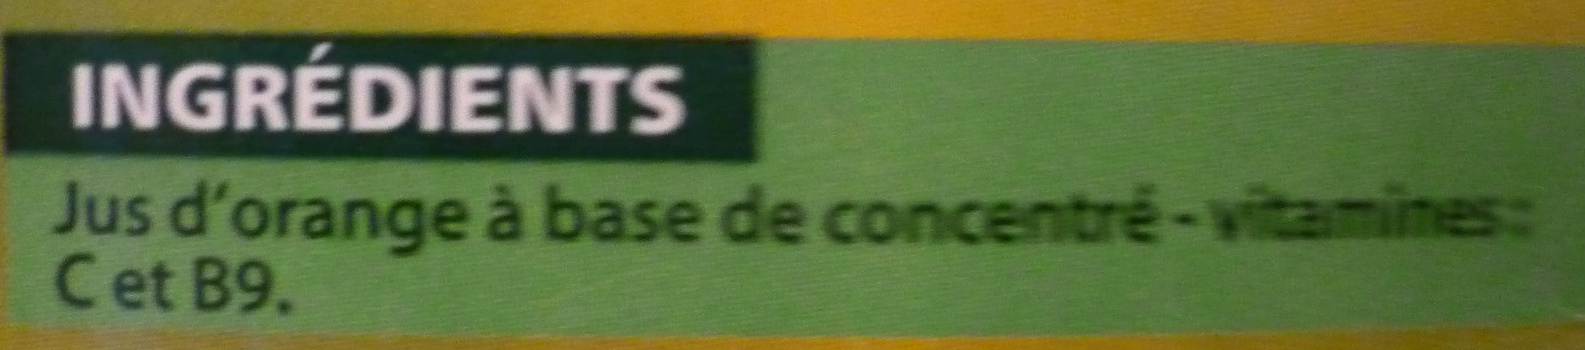 INGRÉDIENTS
Jus d'orange à base de concentré - vitamines :
C et B9.